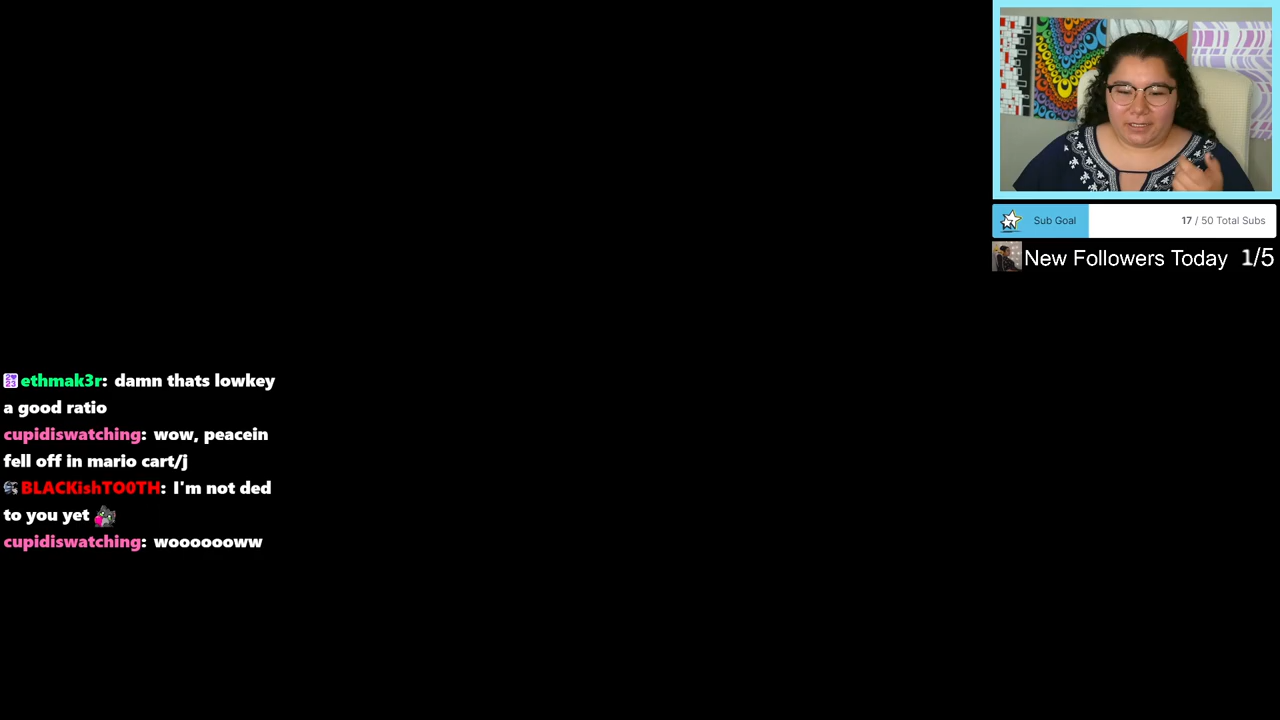 Sub Goal 17 / 50 Total Subs
New Followers Today 1/5
ethmak3r: damn thats lowkey
a good ratio
cupidiswatching: wow, peacein
fell off in mario cart/j
BLACKishTO0TH: I'm not ded
to you yet
cupidiswatching: wooooooww